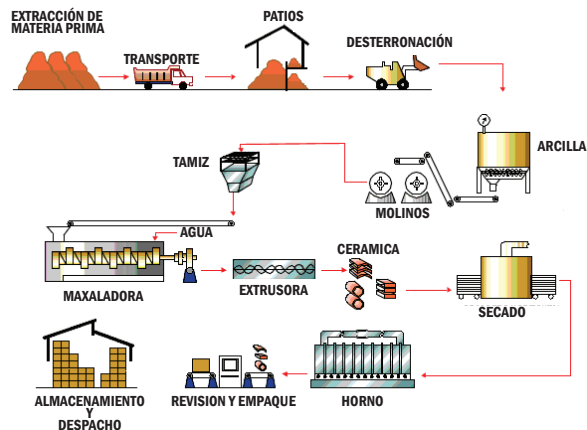 EXTRACCIÓN DE
MATERIA PRIMA
TRANSPORTE
PATIOS
DESTERRONACIÓN
ARCILLA
MOLINOS
TAMIZ
AGUA
MAXALADORA
EXTRUSORA
CERAMICA
SECADO
HORNO
REVISION Y EMPAQUE
ALMACENAMIENTO
Y
DESPACHO